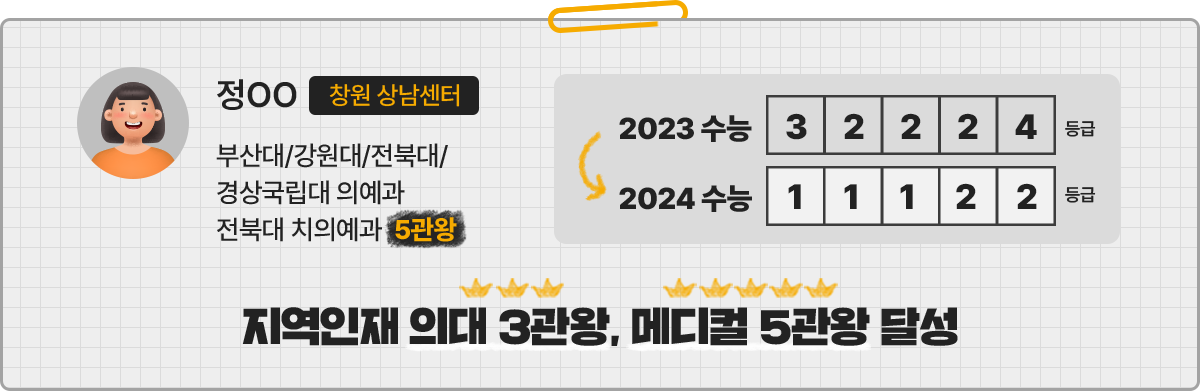 정OO 창원 상남센터
부산대/강원대/전북대/
경상국립대 의예과
전북대 치의예과 5관왕
2023 수능 3 2 2 2 4 등급
2024 수능 1 1 1 2 2 등급
지역인재 의대 3관왕, 메디컬 5관왕 달성